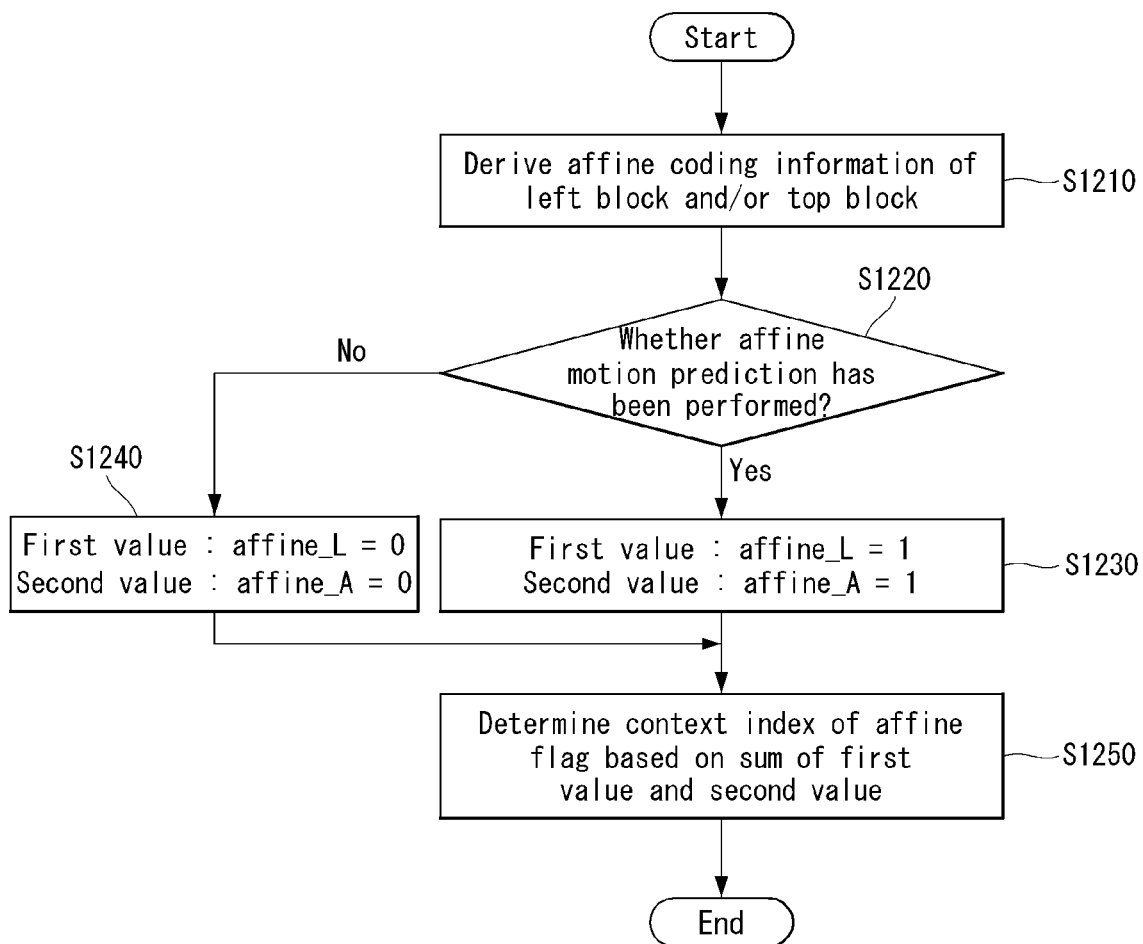 Start
Derive affine coding information of
left block and/or top block
S1210
S1220
Whether affine
motion prediction has
been performed?
No
Yes
S1240
First value : affine_L = 0
Second value : affine_A = 0
First value : affine_L = 1
Second value : affine_A = 1
S1230
Determine context index of affine
flag based on sum of first
value and second value
S1250
End